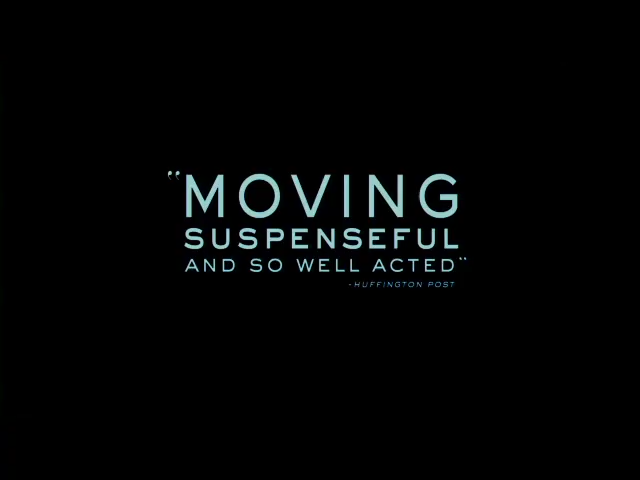 "MOVING
SUSPENSEFUL
AND SO WELL ACTED"
-HUFFINGTON POST